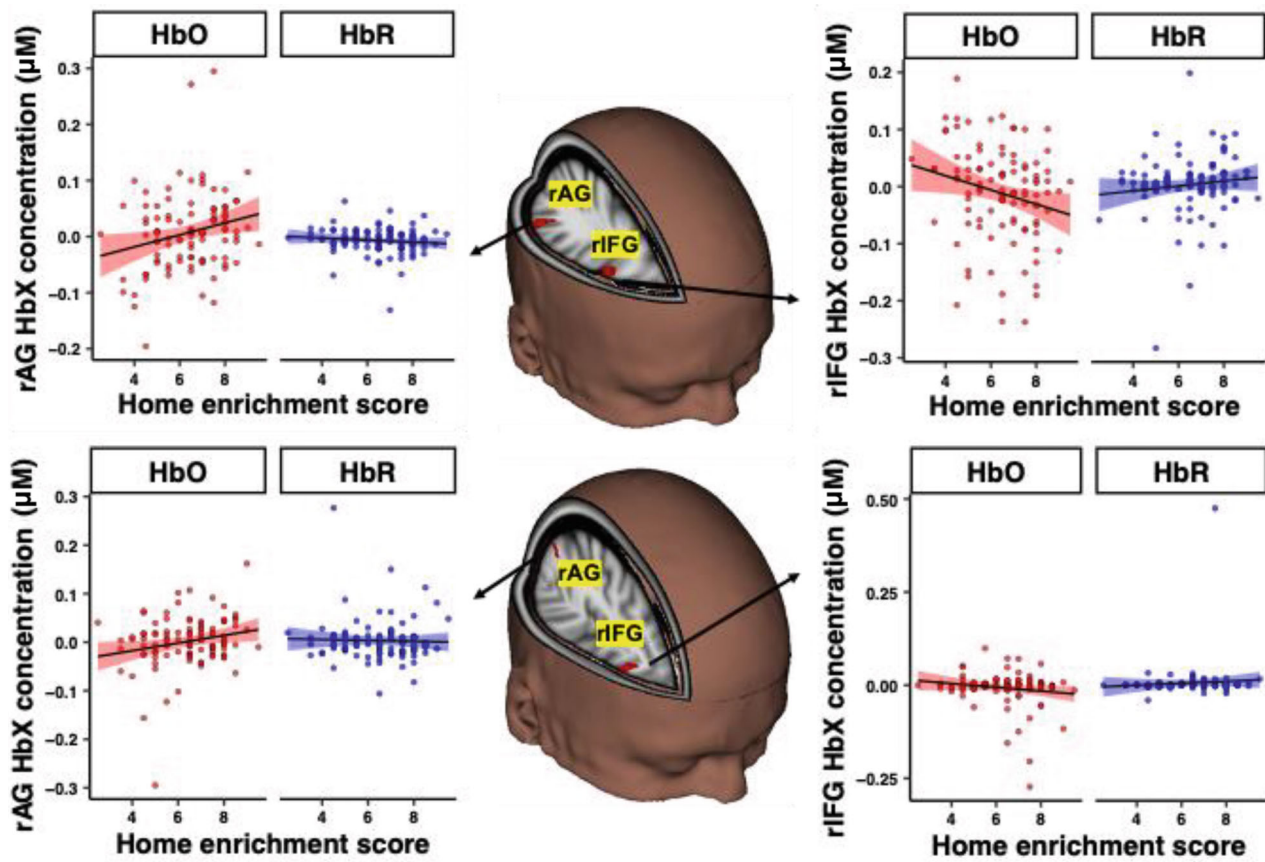 HbO HbR
rAG HbX concentration (µM)
0.3
0.2
0.1
0.0
−0.1
−0.2
4 6 8 4 6 8
Home enrichment score
rAG
rIFG
HbO HbR
rIFG HbX concentration (µM)
0.2
0.1
0.0
−0.1
−0.2
−0.3
4 6 8 4 6 8
Home enrichment score
HbO HbR
rAG HbX concentration (µM)
0.3
0.2
0.1
0.0
−0.1
−0.2
−0.3
4 6 8 4 6 8
Home enrichment score
rAG
rIFG
HbO HbR
rIFG HbX concentration (µM)
0.50
0.25
0.00
−0.25
4 6 8 4 6 8
Home enrichment score